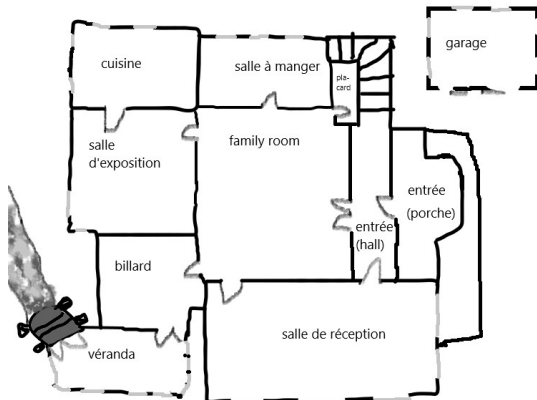 cuisine
salle à manger
garage
pla-
card
salle
d'exposition
family room
entrée
(porche)
entrée
(hall)
billard
salle de réception
véranda